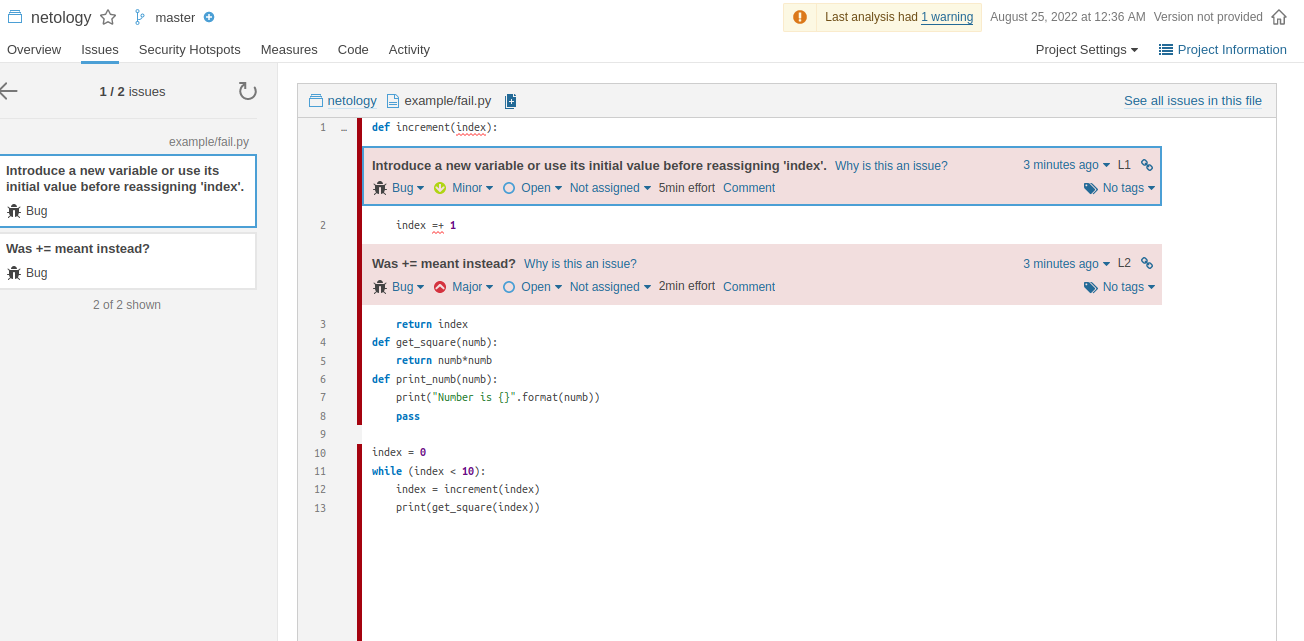 netology master
Last analysis had 1 warning August 25, 2022 at 12:36 AM Version not provided
Overview Issues Security Hotspots Measures Code Activity
Project Settings Project Information
1 / 2 issues
example/fail.py
Introduce a new variable or use its
initial value before reassigning 'index'.
Bug
Was += meant instead?
Bug
2 of 2 shown
netology example/fail.py See all issues in this file
1 … def increment(index):
Introduce a new variable or use its initial value before reassigning 'index'. Why is this an issue? 3 minutes ago L1
Bug Minor Open Not assigned 5min effort Comment No tags
2     index =+ 1
Was += meant instead? Why is this an issue? 3 minutes ago L2
Bug Major Open Not assigned 2min effort Comment No tags
3     return index
4 def get_square(numb):
5     return numb*numb
6 def print_numb(numb):
7     print("Number is {}".format(numb))
8     pass
9
10 index = 0
11 while (index < 10):
12     index = increment(index)
13     print(get_square(index))